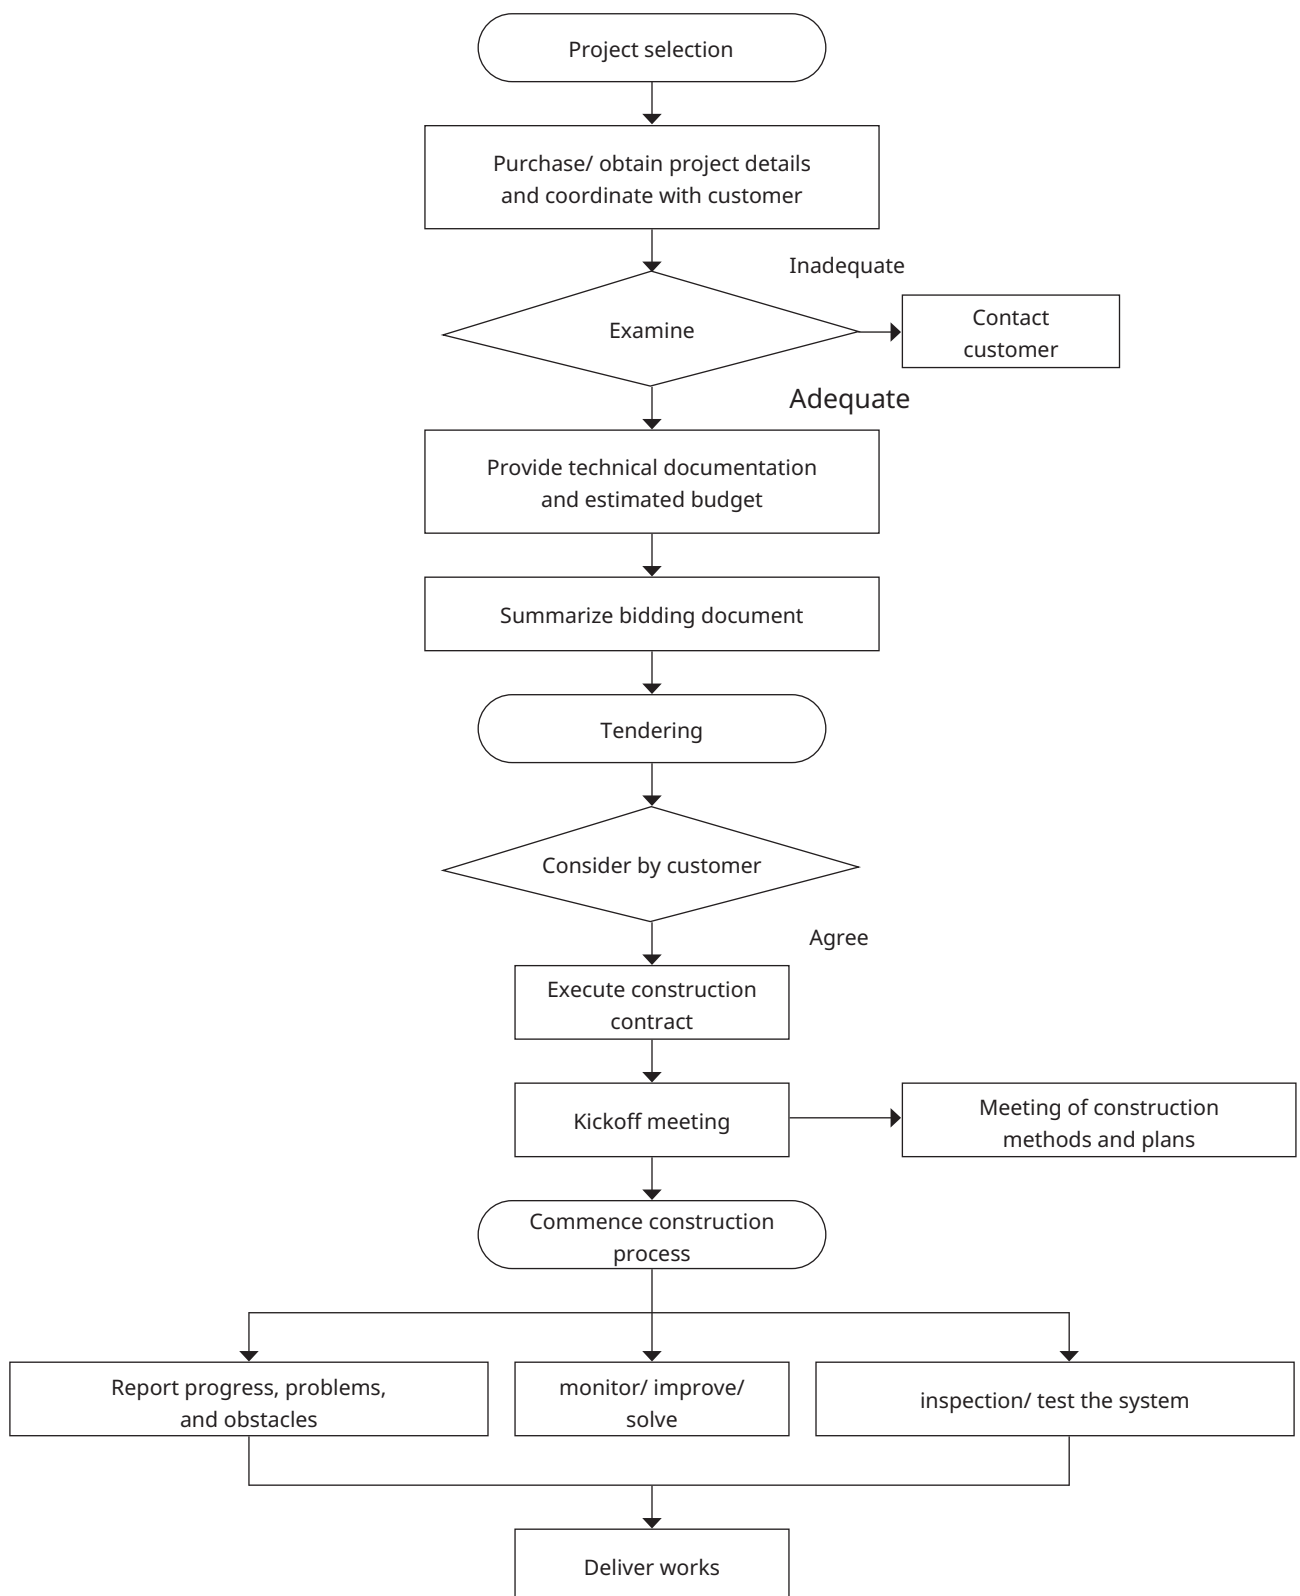 Project selection
Purchase/ obtain project details
and coordinate with customer
Inadequate
Examine
Contact
customer
Adequate
Provide technical documentation
and estimated budget
Summarize bidding document
Tendering
Consider by customer
Agree
Execute construction
contract
Kickoff meeting
Meeting of construction
methods and plans
Commence construction
process
Report progress, problems,
and obstacles
monitor/ improve/
solve
inspection/ test the system
Deliver works